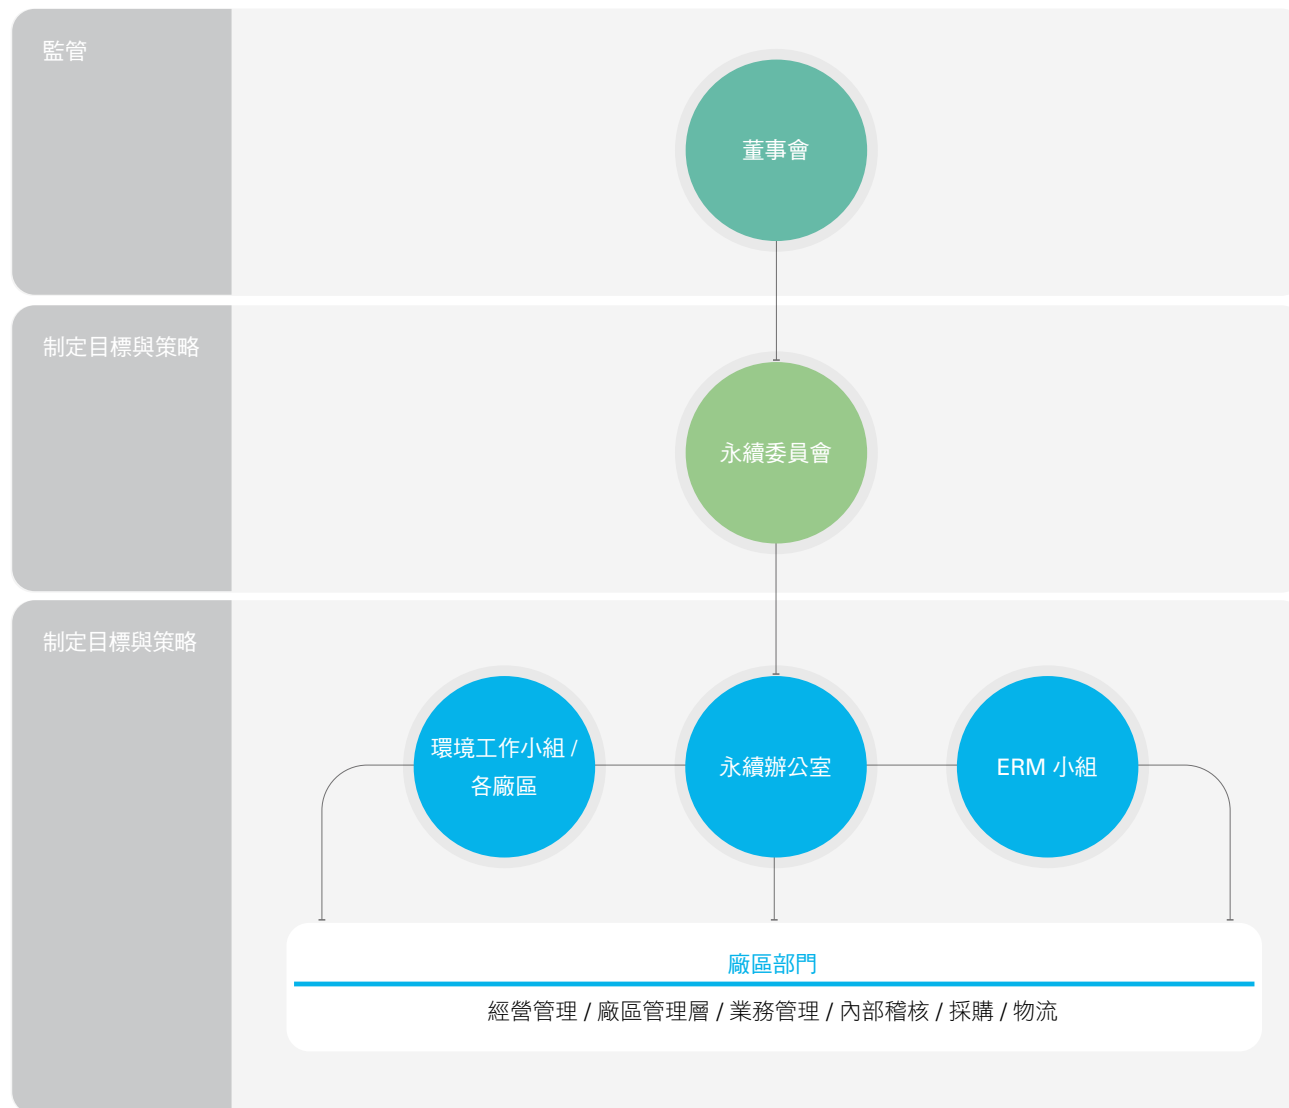 監管
董事會
制定目標與策略
永續委員會
制定目標與策略
環境工作小組 /
各廠區
永續辦公室
ERM 小組
廠區部門
經營管理 / 廠區管理層 / 業務管理 / 內部稽核 / 採購 / 物流